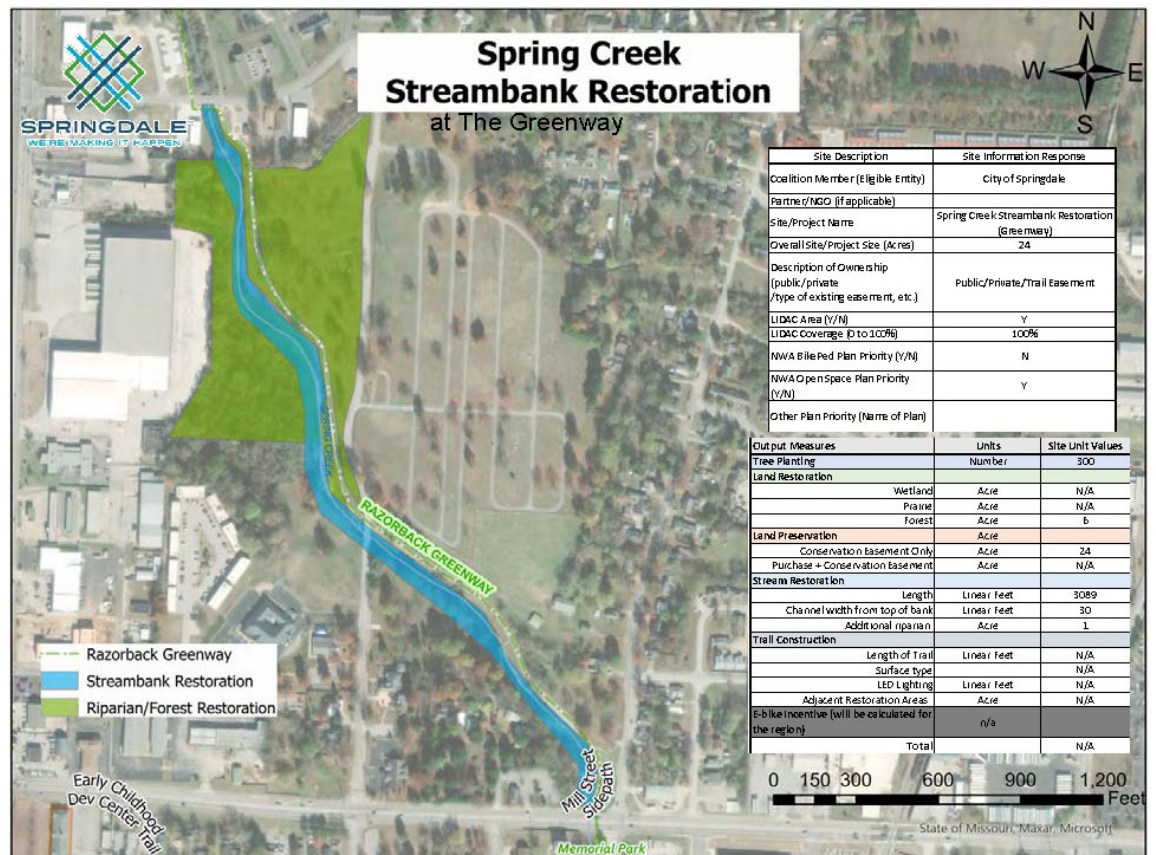 Spring Creek
Streambank Restoration
at The Greenway
N
W E
S
SPRINGDALE
WE'RE MAKING IT HAPPEN
Site Description Site Information Response
Coalition Member (Eligible Entity) City of Springdale
Partner/NGO (if applicable)
Site/Project Name Spring Creek Streambank Restoration
(Greenway)
Overall Site/Project Size (Acres) 24
Description of Ownership
(public/private
/type of existing easement, etc.) Public/Private/Trail Easement
LIDAC Area (Y/N) Y
LIDAC Coverage (0 to 100%) 100%
NWA BikePed Plan Priority (Y/N) N
NWA Open Space Plan Priority
(Y/N) Y
Other Plan Priority (Name of Plan)
Output Measures Units Site Unit Values
Tree Planting Number 300
Land Restoration
Wetland Acre N/A
Prairie Acre N/A
Forest Acre 6
Land Preservation Acre
Conservation Easement Only Acre 24
Purchase + Conservation Easement Acre N/A
Stream Restoration
Length Linear Feet 3089
Channel width from top of bank Linear Feet 30
Additional riparian Acre 1
Trail Construction
Length of Trail Linear Feet N/A
Surface type N/A
LED Lighting Linear Feet N/A
Adjacent Restoration Areas Acre N/A
E-bike Incentive (will be calculated for
the region) n/a
Total N/A
SPRING CREEK
RAZORBACK GREENWAY
Razorback Greenway
Streambank Restoration
Riparian/Forest Restoration
Early Childhood
Dev Center Trail
Mill Street
Sidepath
Memorial Park
0 150 300 600 900 1,200
Feet
State of Missouri, Maxar, Microsoft